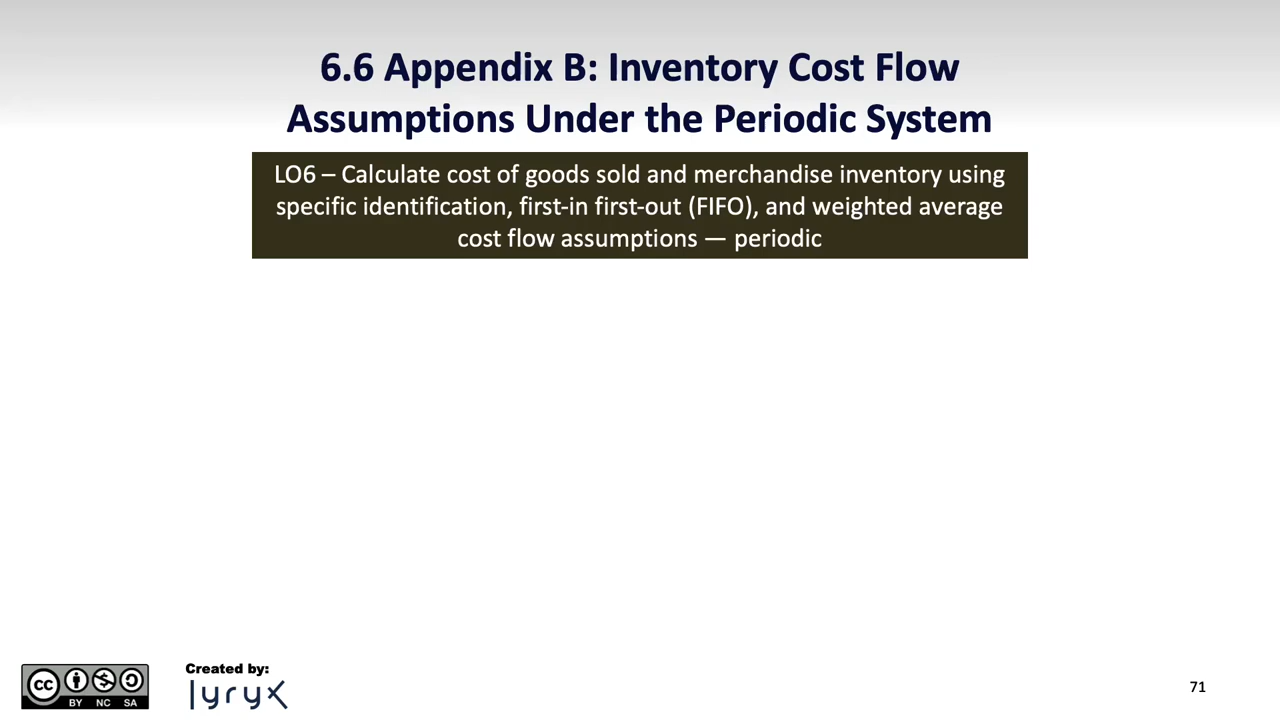 6.6 Appendix B: Inventory Cost Flow
Assumptions Under the Periodic System
LO6 – Calculate cost of goods sold and merchandise inventory using
specific identification, first-in first-out (FIFO), and weighted average
cost flow assumptions — periodic
cc
BY NC SA
Created by:
lyryx
71